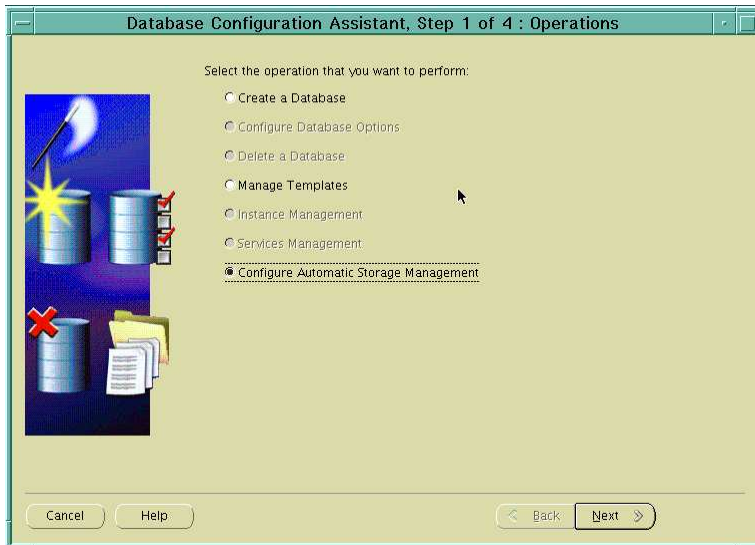 Database Configuration Assistant, Step 1 of 4 : Operations
Select the operation that you want to perform:
Create a Database
Configure Database Options
Delete a Database
Manage Templates
Instance Management
Services Management
Configure Automatic Storage Management
Cancel
Help
Back
Next